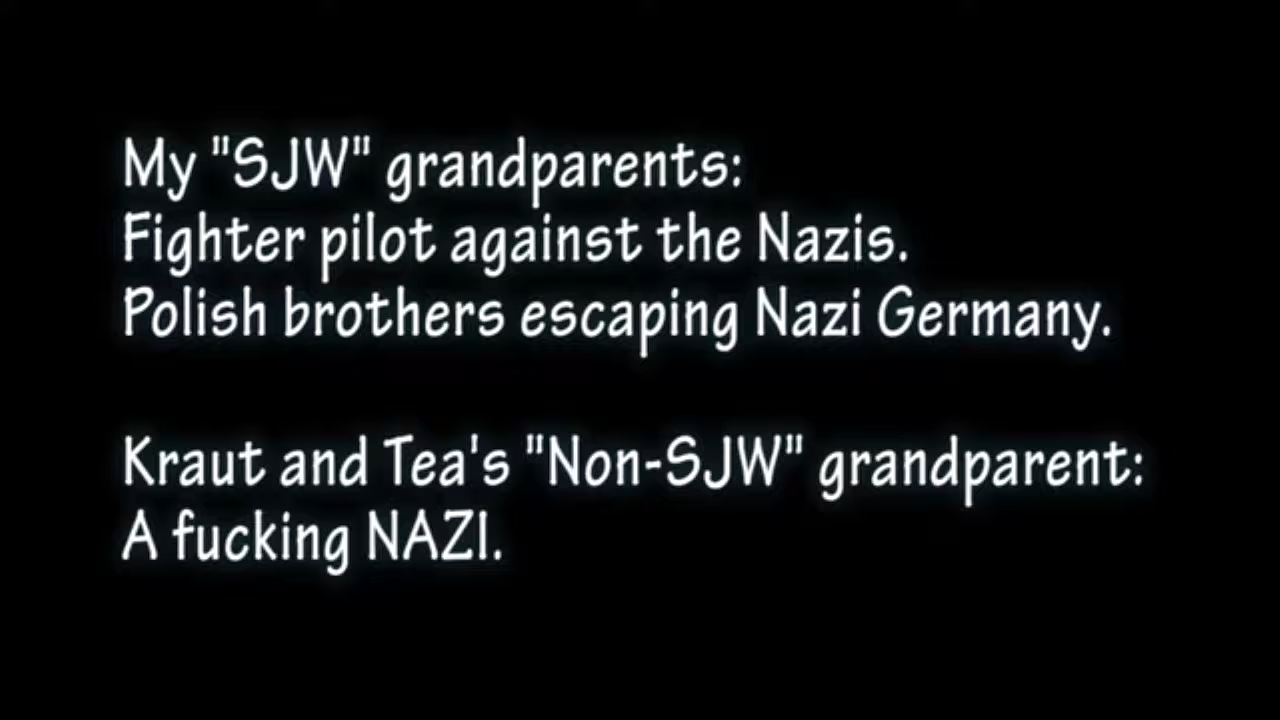 My "SJW" grandparents:
Fighter pilot against the Nazis.
Polish brothers escaping Nazi Germany.
Kraut and Tea's "Non-SJW" grandparent:
A fucking NAZI.